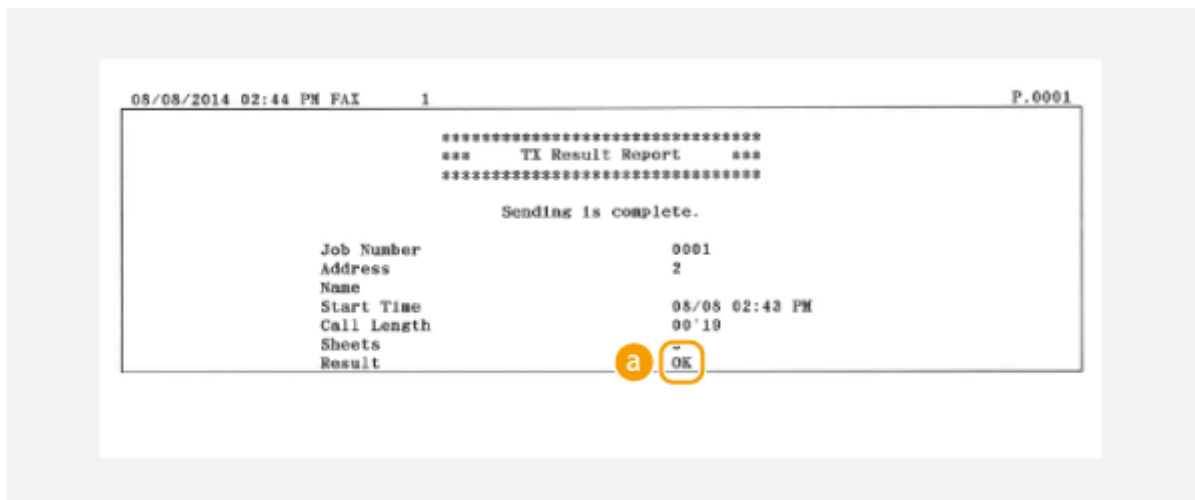 08/08/2014 02:44 PM FAX 1 P.0001
********************************
*** TX Result Report ***
********************************
Sending is complete.
Job Number 0001
Address 2
Name
Start Time 08/08 02:43 PM
Call Length 00'19
Sheets
Result a OK